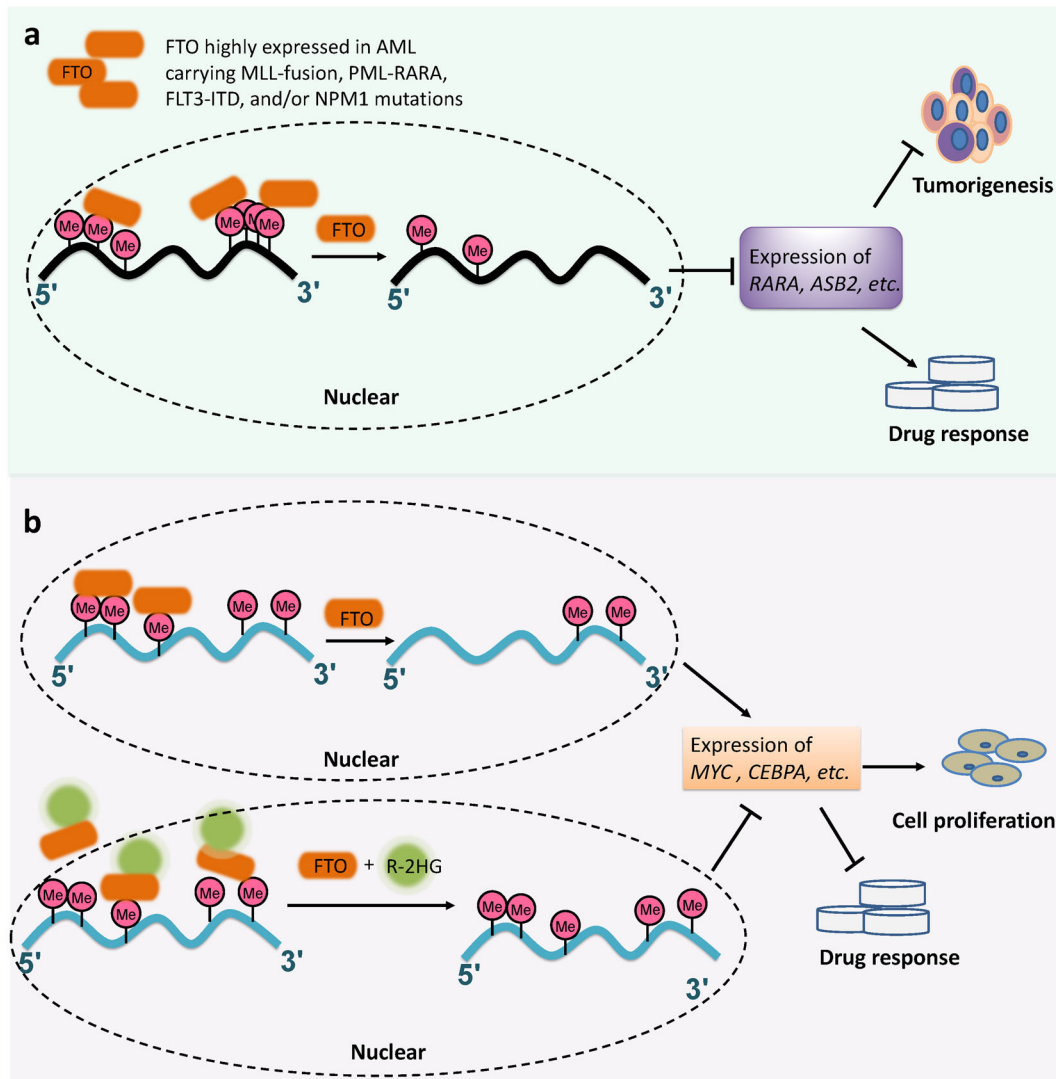 a
FTO
FTO highly expressed in AML
carrying MLL-fusion, PML-RARA,
FLT3-ITD, and/or NPM1 mutations
Tumorigenesis
Me Me Me Me M Me
FTO
Me Me
5' 3' 5' 3'
Expression of
RARA, ASB2, etc.
Nuclear
Drug response
b
Me Me Me Me Me
FTO
Me Me
5' 3' 5' 3'
Nuclear
Expression of
MYC , CEBPA, etc.
Cell proliferation
FTO + R-2HG
Me Me Me Me Me
Me Me Me Me Me
5' 3' 5' 3'
Drug response
Nuclear